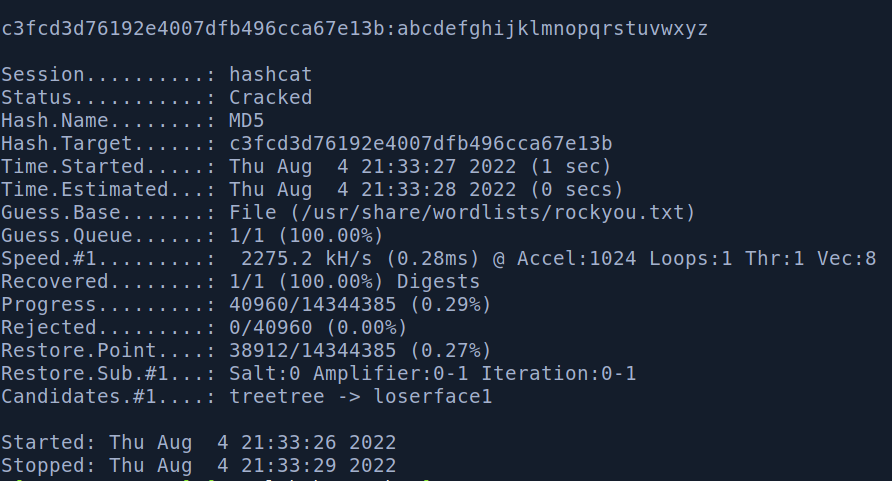 c3fcd3d76192e4007dfb496cca67e13b:abcdefghijklmnopqrstuvwxyz
Session..........: hashcat
Status...........: Cracked
Hash.Name........: MD5
Hash.Target......: c3fcd3d76192e4007dfb496cca67e13b
Time.Started.....: Thu Aug  4 21:33:27 2022 (1 sec)
Time.Estimated...: Thu Aug  4 21:33:28 2022 (0 secs)
Guess.Base.......: File (/usr/share/wordlists/rockyou.txt)
Guess.Queue......: 1/1 (100.00%)
Speed.#1.........:  2275.2 kH/s (0.28ms) @ Accel:1024 Loops:1 Thr:1 Vec:8
Recovered........: 1/1 (100.00%) Digests
Progress.........: 40960/14344385 (0.29%)
Rejected.........: 0/40960 (0.00%)
Restore.Point....: 38912/14344385 (0.27%)
Restore.Sub.#1...: Salt:0 Amplifier:0-1 Iteration:0-1
Candidates.#1....: treetree -> loserface1
Started: Thu Aug  4 21:33:26 2022
Stopped: Thu Aug  4 21:33:29 2022